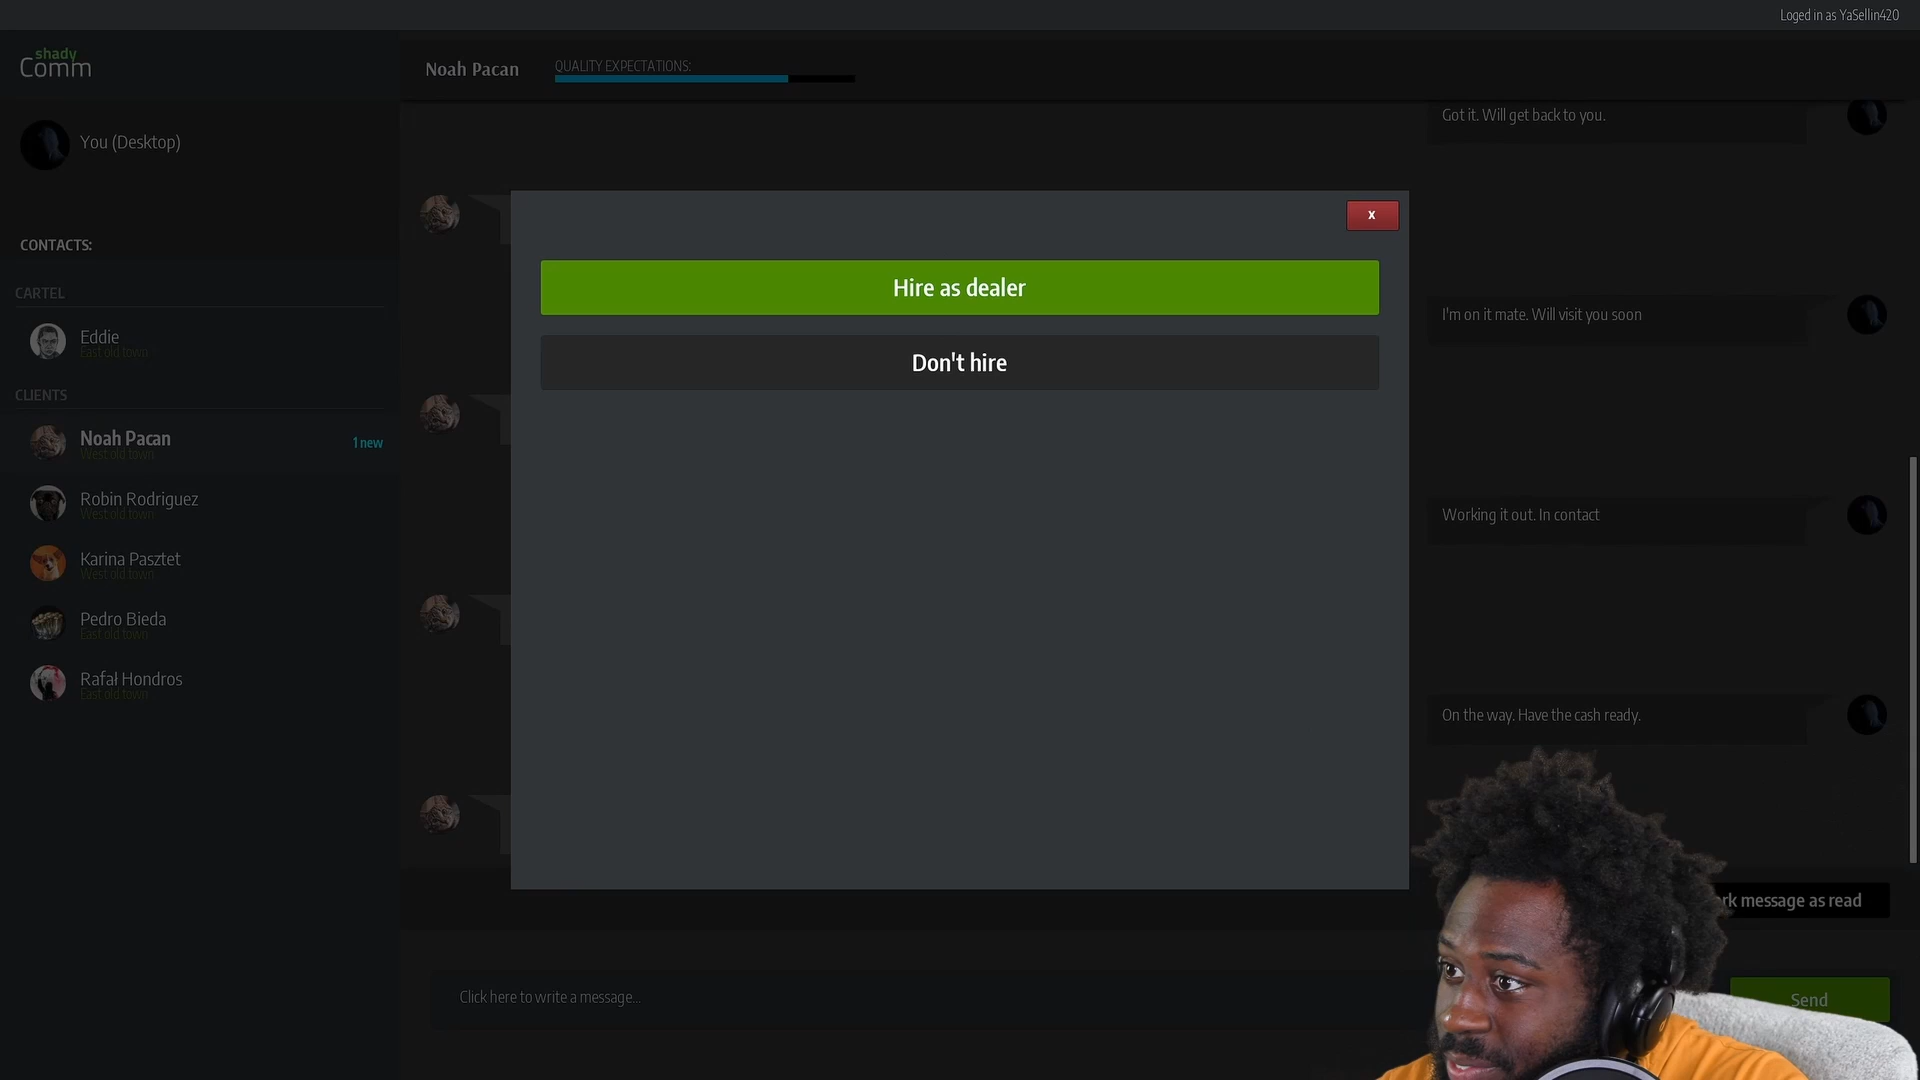 Loged in as YaSellin420
shady
Comm
Noah Pacan
QUALITY EXPECTATIONS:
You (Desktop)
Got it. Will get back to you.
x
CONTACTS:
Hire as dealer
CARTEL
I'm on it mate. Will visit you soon
Eddie
East old town
Don't hire
CLIENTS
Noah Pacan
West old town
1 new
Robin Rodriguez
West old town
Working it out. In contact
Karina Pasztet
West old town
Pedro Bieda
East old town
Rafał Hondros
East old town
On the way. Have the cash ready.
message as read
Click here to write a message...
Send